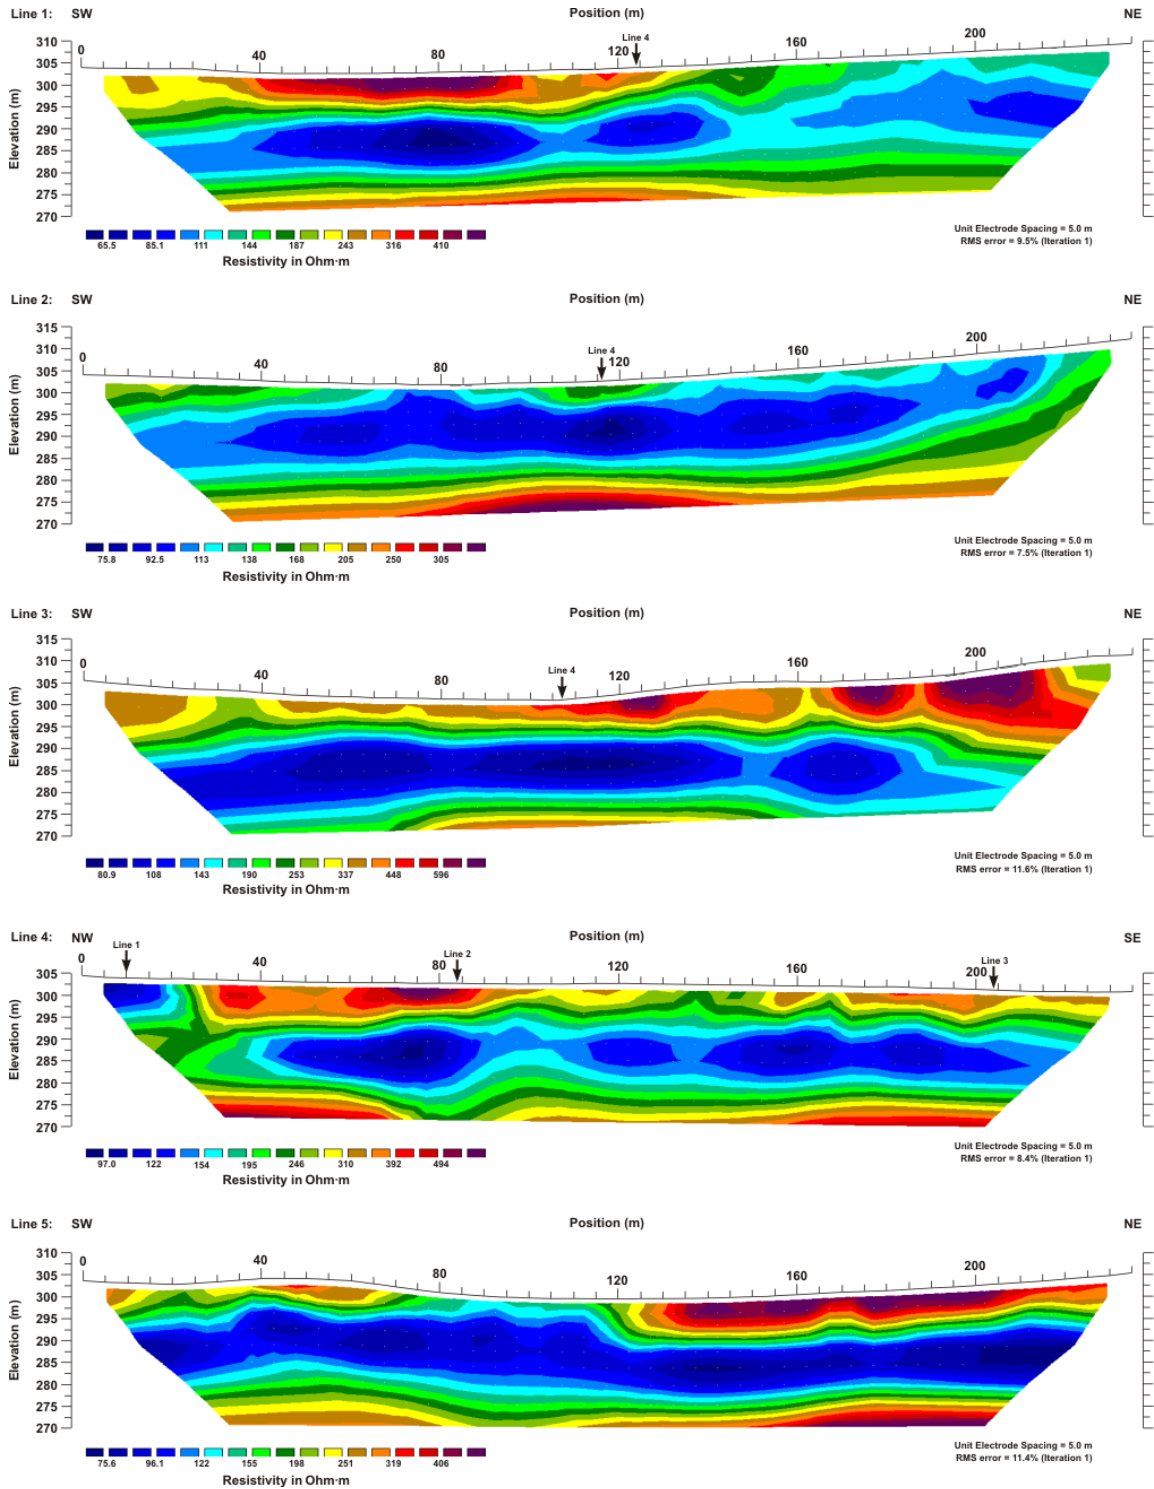 Line 1: SW Position (m) NE
Line 4
0 40 80 120 160 200
310
305
300
295
290
285
280
275
270
Elevation (m)
65.5 85.1 111 144 187 243 316 410
Resistivity in Ohm·m
Unit Electrode Spacing = 5.0 m
RMS error = 9.5% (Iteration 1)
Line 2: SW Position (m) NE
Line 4
0 40 80 120 160 200
315
310
305
300
295
290
285
280
275
270
Elevation (m)
75.8 92.5 113 138 168 205 250 305
Resistivity in Ohm·m
Unit Electrode Spacing = 5.0 m
RMS error = 7.5% (Iteration 1)
Line 3: SW Position (m) NE
Line 4
0 40 80 120 160 200
315
310
305
300
295
290
285
280
275
270
Elevation (m)
80.9 108 143 190 253 337 448 596
Resistivity in Ohm·m
Unit Electrode Spacing = 5.0 m
RMS error = 11.6% (Iteration 1)
Line 4: NW Position (m) SE
Line 1 Line 2 Line 3
0 40 80 120 160 200
305
300
295
290
285
280
275
270
Elevation (m)
97.0 122 154 195 246 310 392 494
Resistivity in Ohm·m
Unit Electrode Spacing = 5.0 m
RMS error = 8.4% (Iteration 1)
Line 5: SW Position (m) NE
0 40 80 120 160 200
310
305
300
295
290
285
280
275
270
Elevation (m)
75.6 96.1 122 155 198 251 319 406
Resistivity in Ohm·m
Unit Electrode Spacing = 5.0 m
RMS error = 11.4% (Iteration 1)